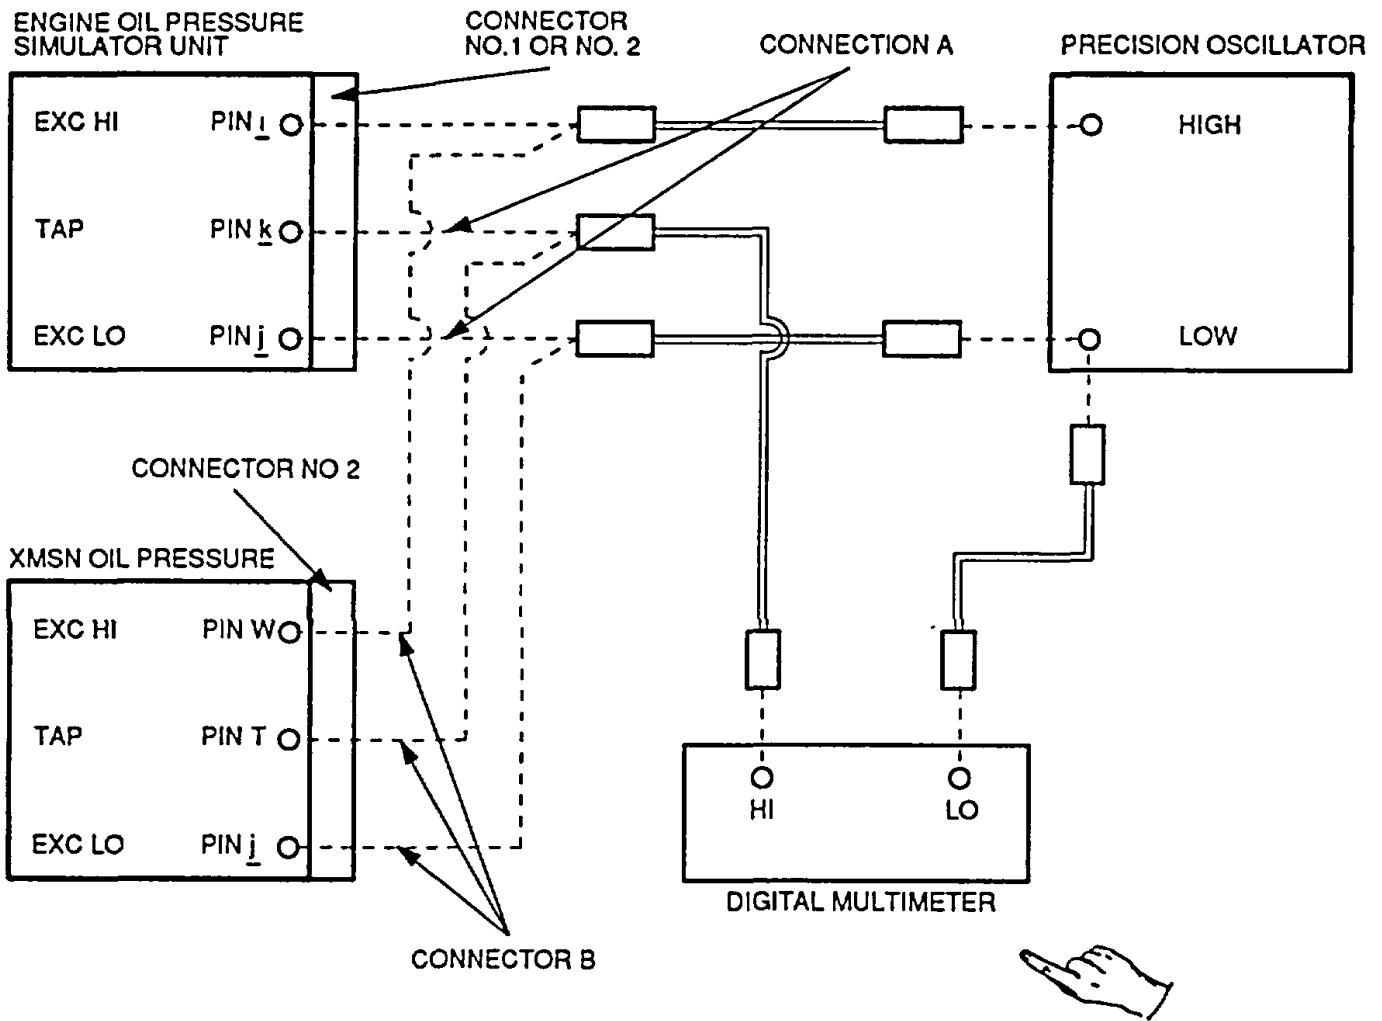 ENGINE OIL PRESSURE
SIMULATOR UNIT
CONNECTOR
NO.1 OR NO. 2
CONNECTION A
PRECISION OSCILLATOR
EXC HI PIN i
HIGH
TAP PIN k
EXC LO PIN j
LOW
CONNECTOR NO 2
XMSN OIL PRESSURE
EXC HI PIN W
TAP PIN T
EXC LO PIN j
HI
LO
DIGITAL MULTIMETER
CONNECTOR B